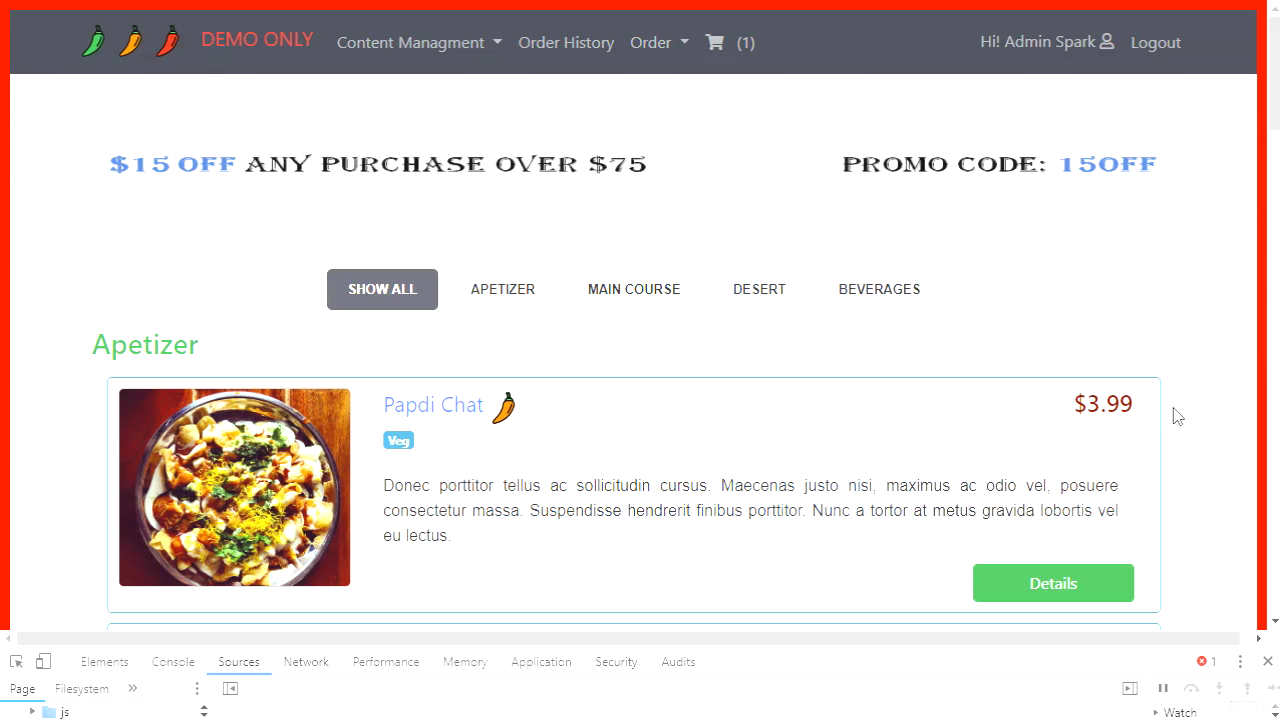 DEMO ONLY Content Managment Order History Order (1) Hi! Admin Spark Logout
$15 OFF ANY PURCHASE OVER $75 PROMO CODE: 15OFF
SHOW ALL APETIZER MAIN COURSE DESERT BEVERAGES
Apetizer
Papdi Chat $3.99
Veg
Donec porttitor tellus ac sollicitudin cursus. Maecenas justo nisi, maximus ac odio vel, posuere
consectetur massa. Suspendisse hendrerit finibus porttitor. Nunc a tortor at metus gravida lobortis vel
eu lectus.
Details
Elements Console Sources Network Performance Memory Application Security Audits 1
Page Filesystem
js Watch